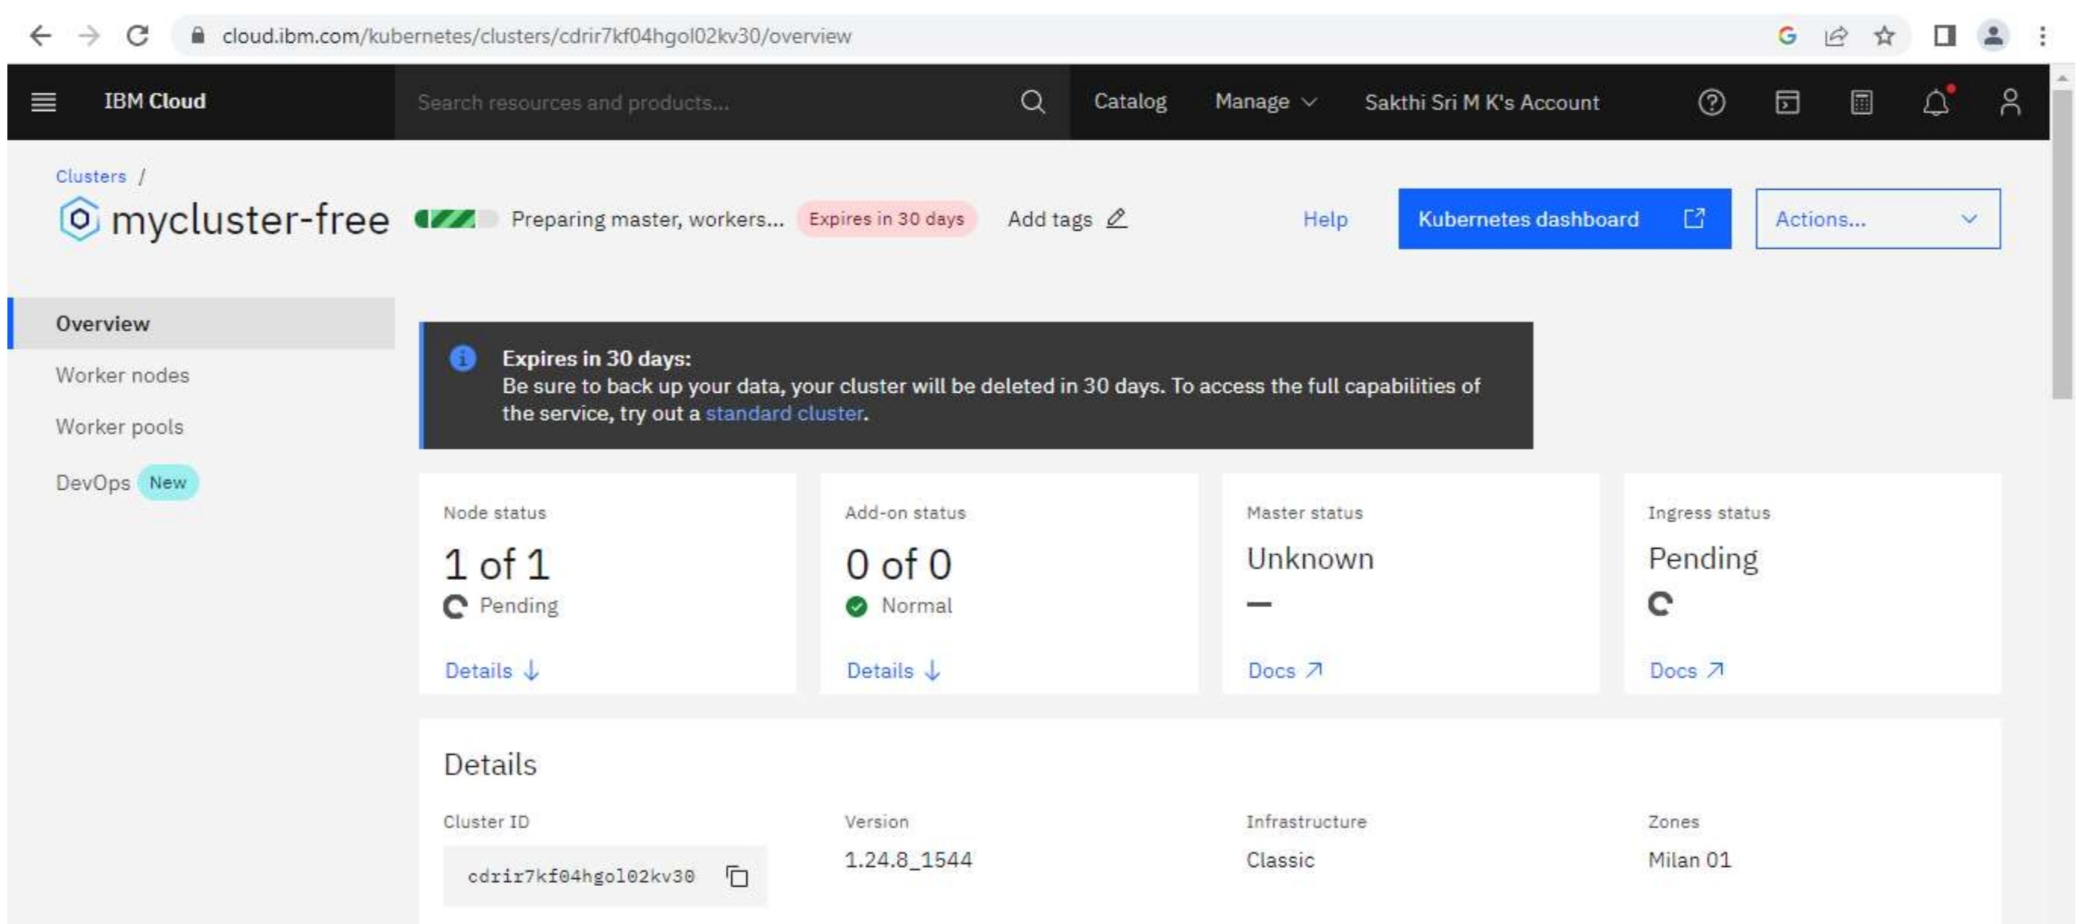 cloud.ibm.com/kubernetes/clusters/cdrir7kf04hgol02kv30/overview
IBM Cloud
Search resources and products...
Catalog
Manage
Sakthi Sri M K's Account
Clusters /
mycluster-free
Preparing master, workers...
Expires in 30 days
Add tags
Help
Kubernetes dashboard
Actions...
Overview
Worker nodes
Worker pools
DevOps New
Expires in 30 days:
Be sure to back up your data, your cluster will be deleted in 30 days. To access the full capabilities of
the service, try out a standard cluster.
Node status
1 of 1
Pending
Details
Add-on status
0 of 0
Normal
Details
Master status
Unknown
Docs
Ingress status
Pending
Docs
Details
Cluster ID
cdrir7kf04hgol02kv30
Version
1.24.8_1544
Infrastructure
Classic
Zones
Milan 01